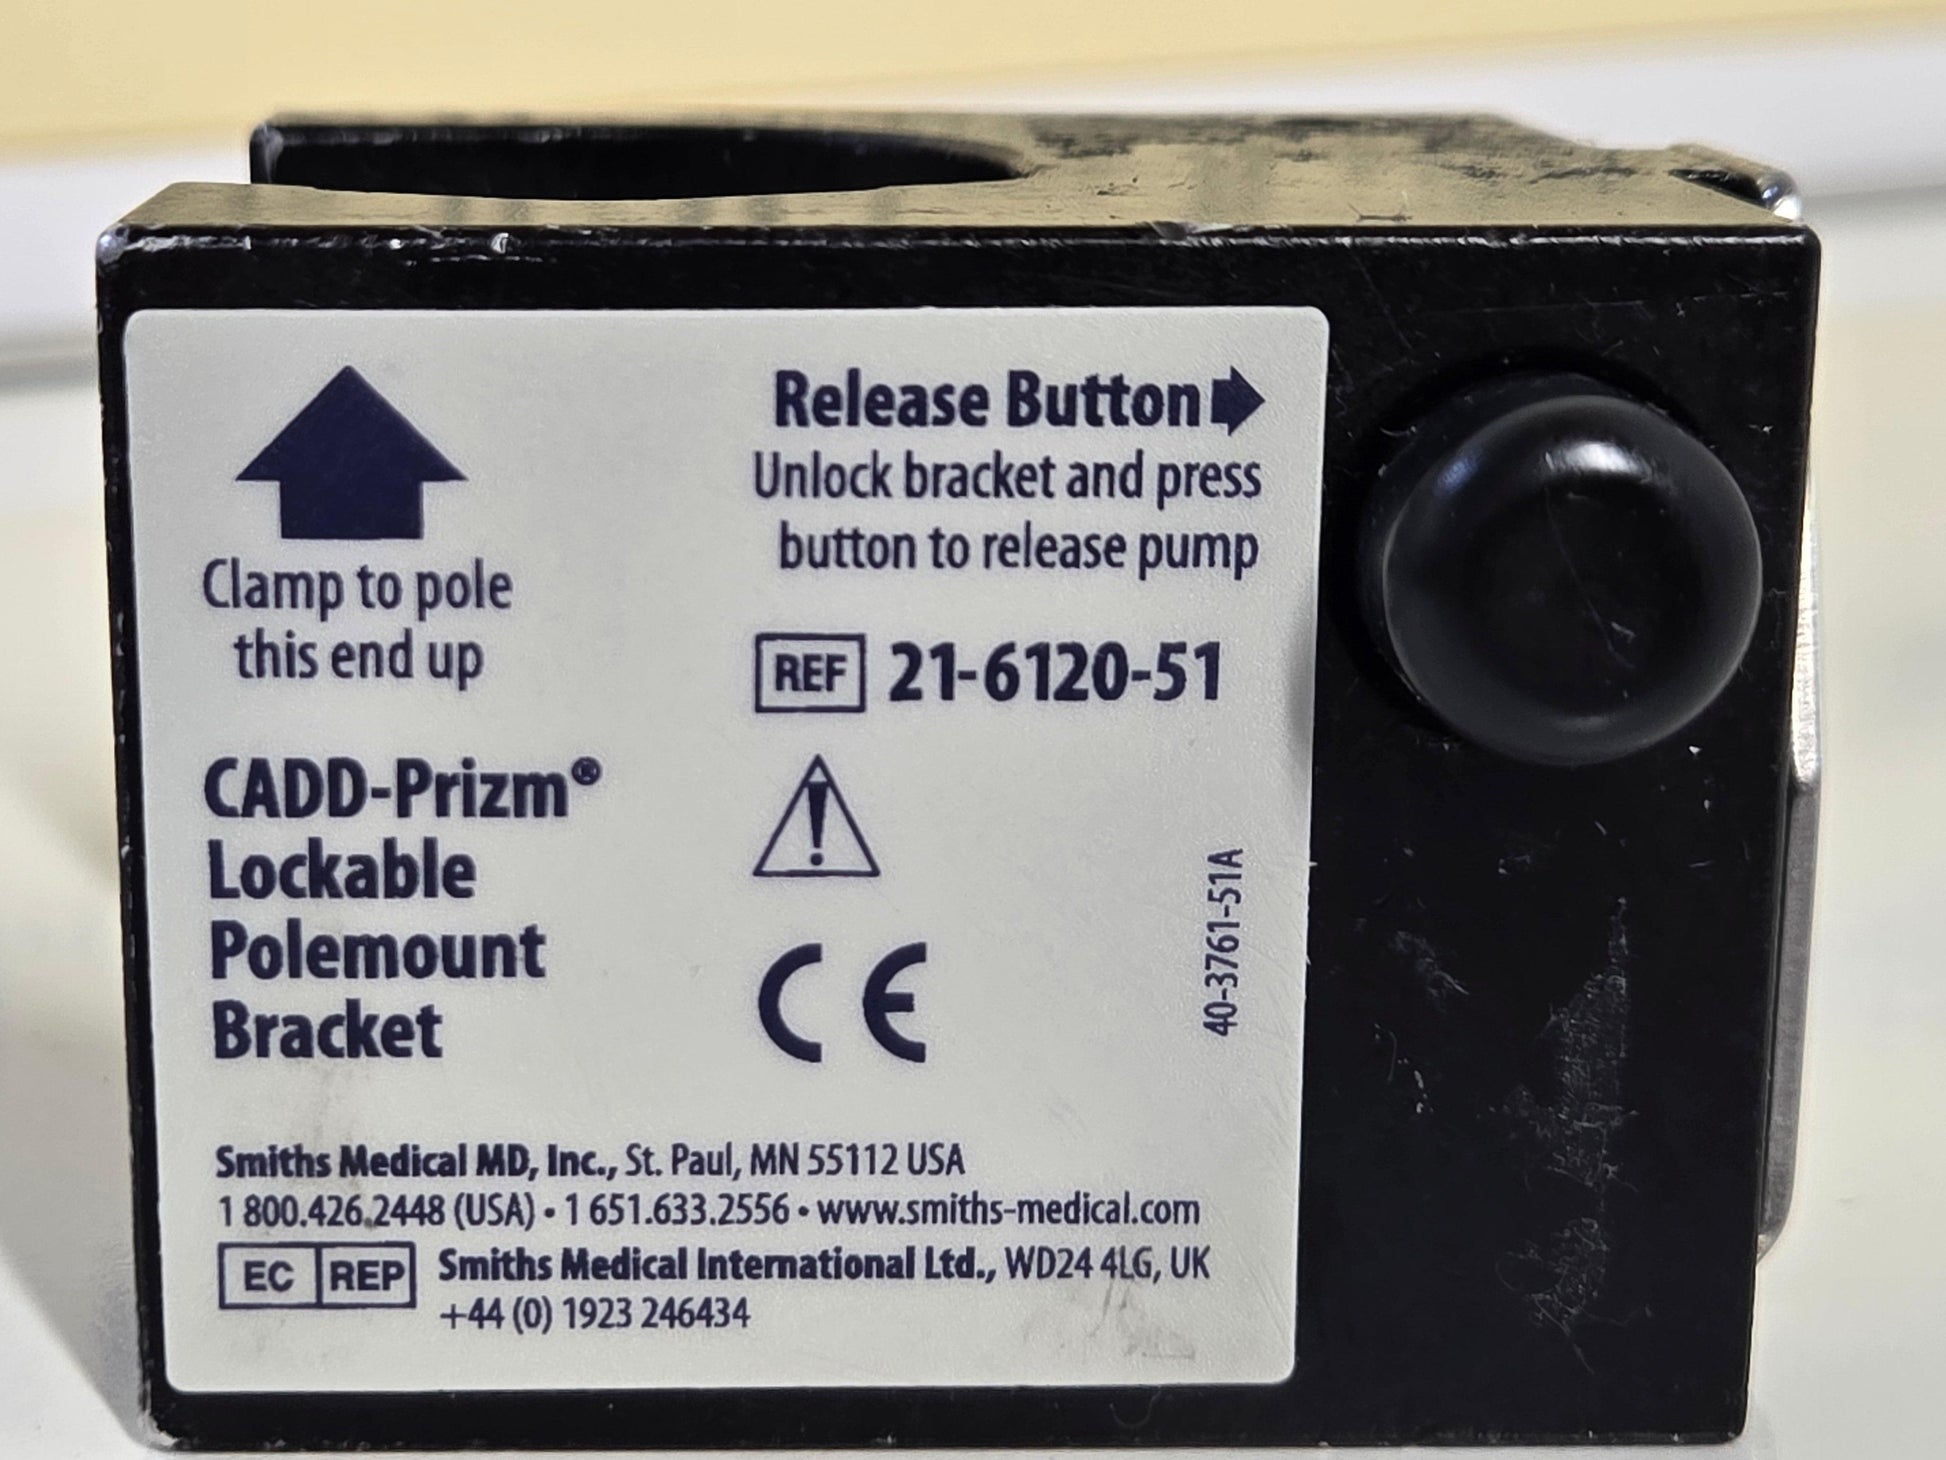 Clamp to pole
this end up
Release Button
Unlock bracket and press
button to release pump
REF 21-6120-51
CADD-Prizm®
Lockable
Polemount
Bracket
CE
40-3761-51A
Smiths Medical MD, Inc., St. Paul, MN 55112 USA
1 800.426.2448 (USA) • 1 651.633.2556 • www.smiths-medical.com
EC REP Smiths Medical International Ltd., WD24 4LG, UK
+44 (0) 1923 246434